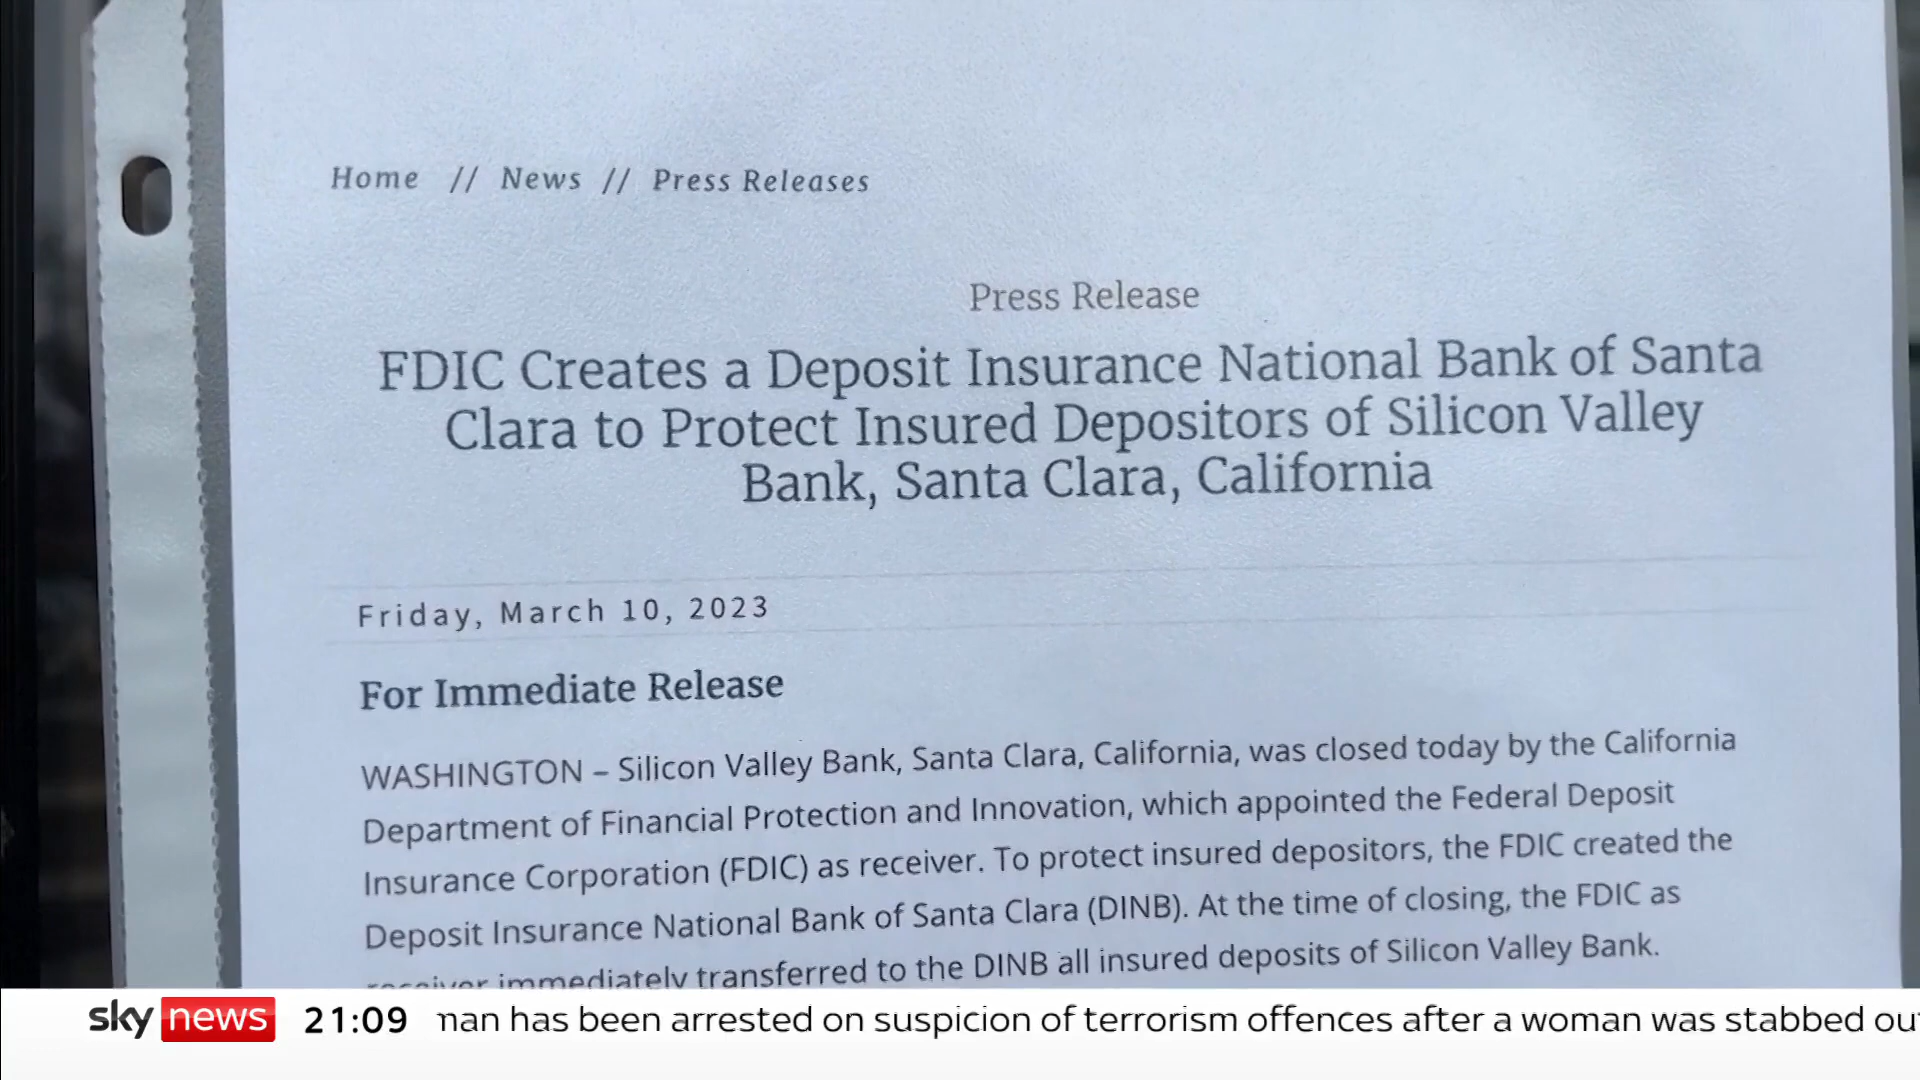 Home // News // Press Releases
Press Release
FDIC Creates a Deposit Insurance National Bank of Santa
Clara to Protect Insured Depositors of Silicon Valley
Bank, Santa Clara, California
Friday, March 10, 2023
For Immediate Release
WASHINGTON – Silicon Valley Bank, Santa Clara, California, was closed today by the California
Department of Financial Protection and Innovation, which appointed the Federal Deposit
Insurance Corporation (FDIC) as receiver. To protect insured depositors, the FDIC created the
Deposit Insurance National Bank of Santa Clara (DINB). At the time of closing, the FDIC as
receiver immediately transferred to the DINB all insured deposits of Silicon Valley Bank.
sky news 21:09 man has been arrested on suspicion of terrorism offences after a woman was stabbed ou